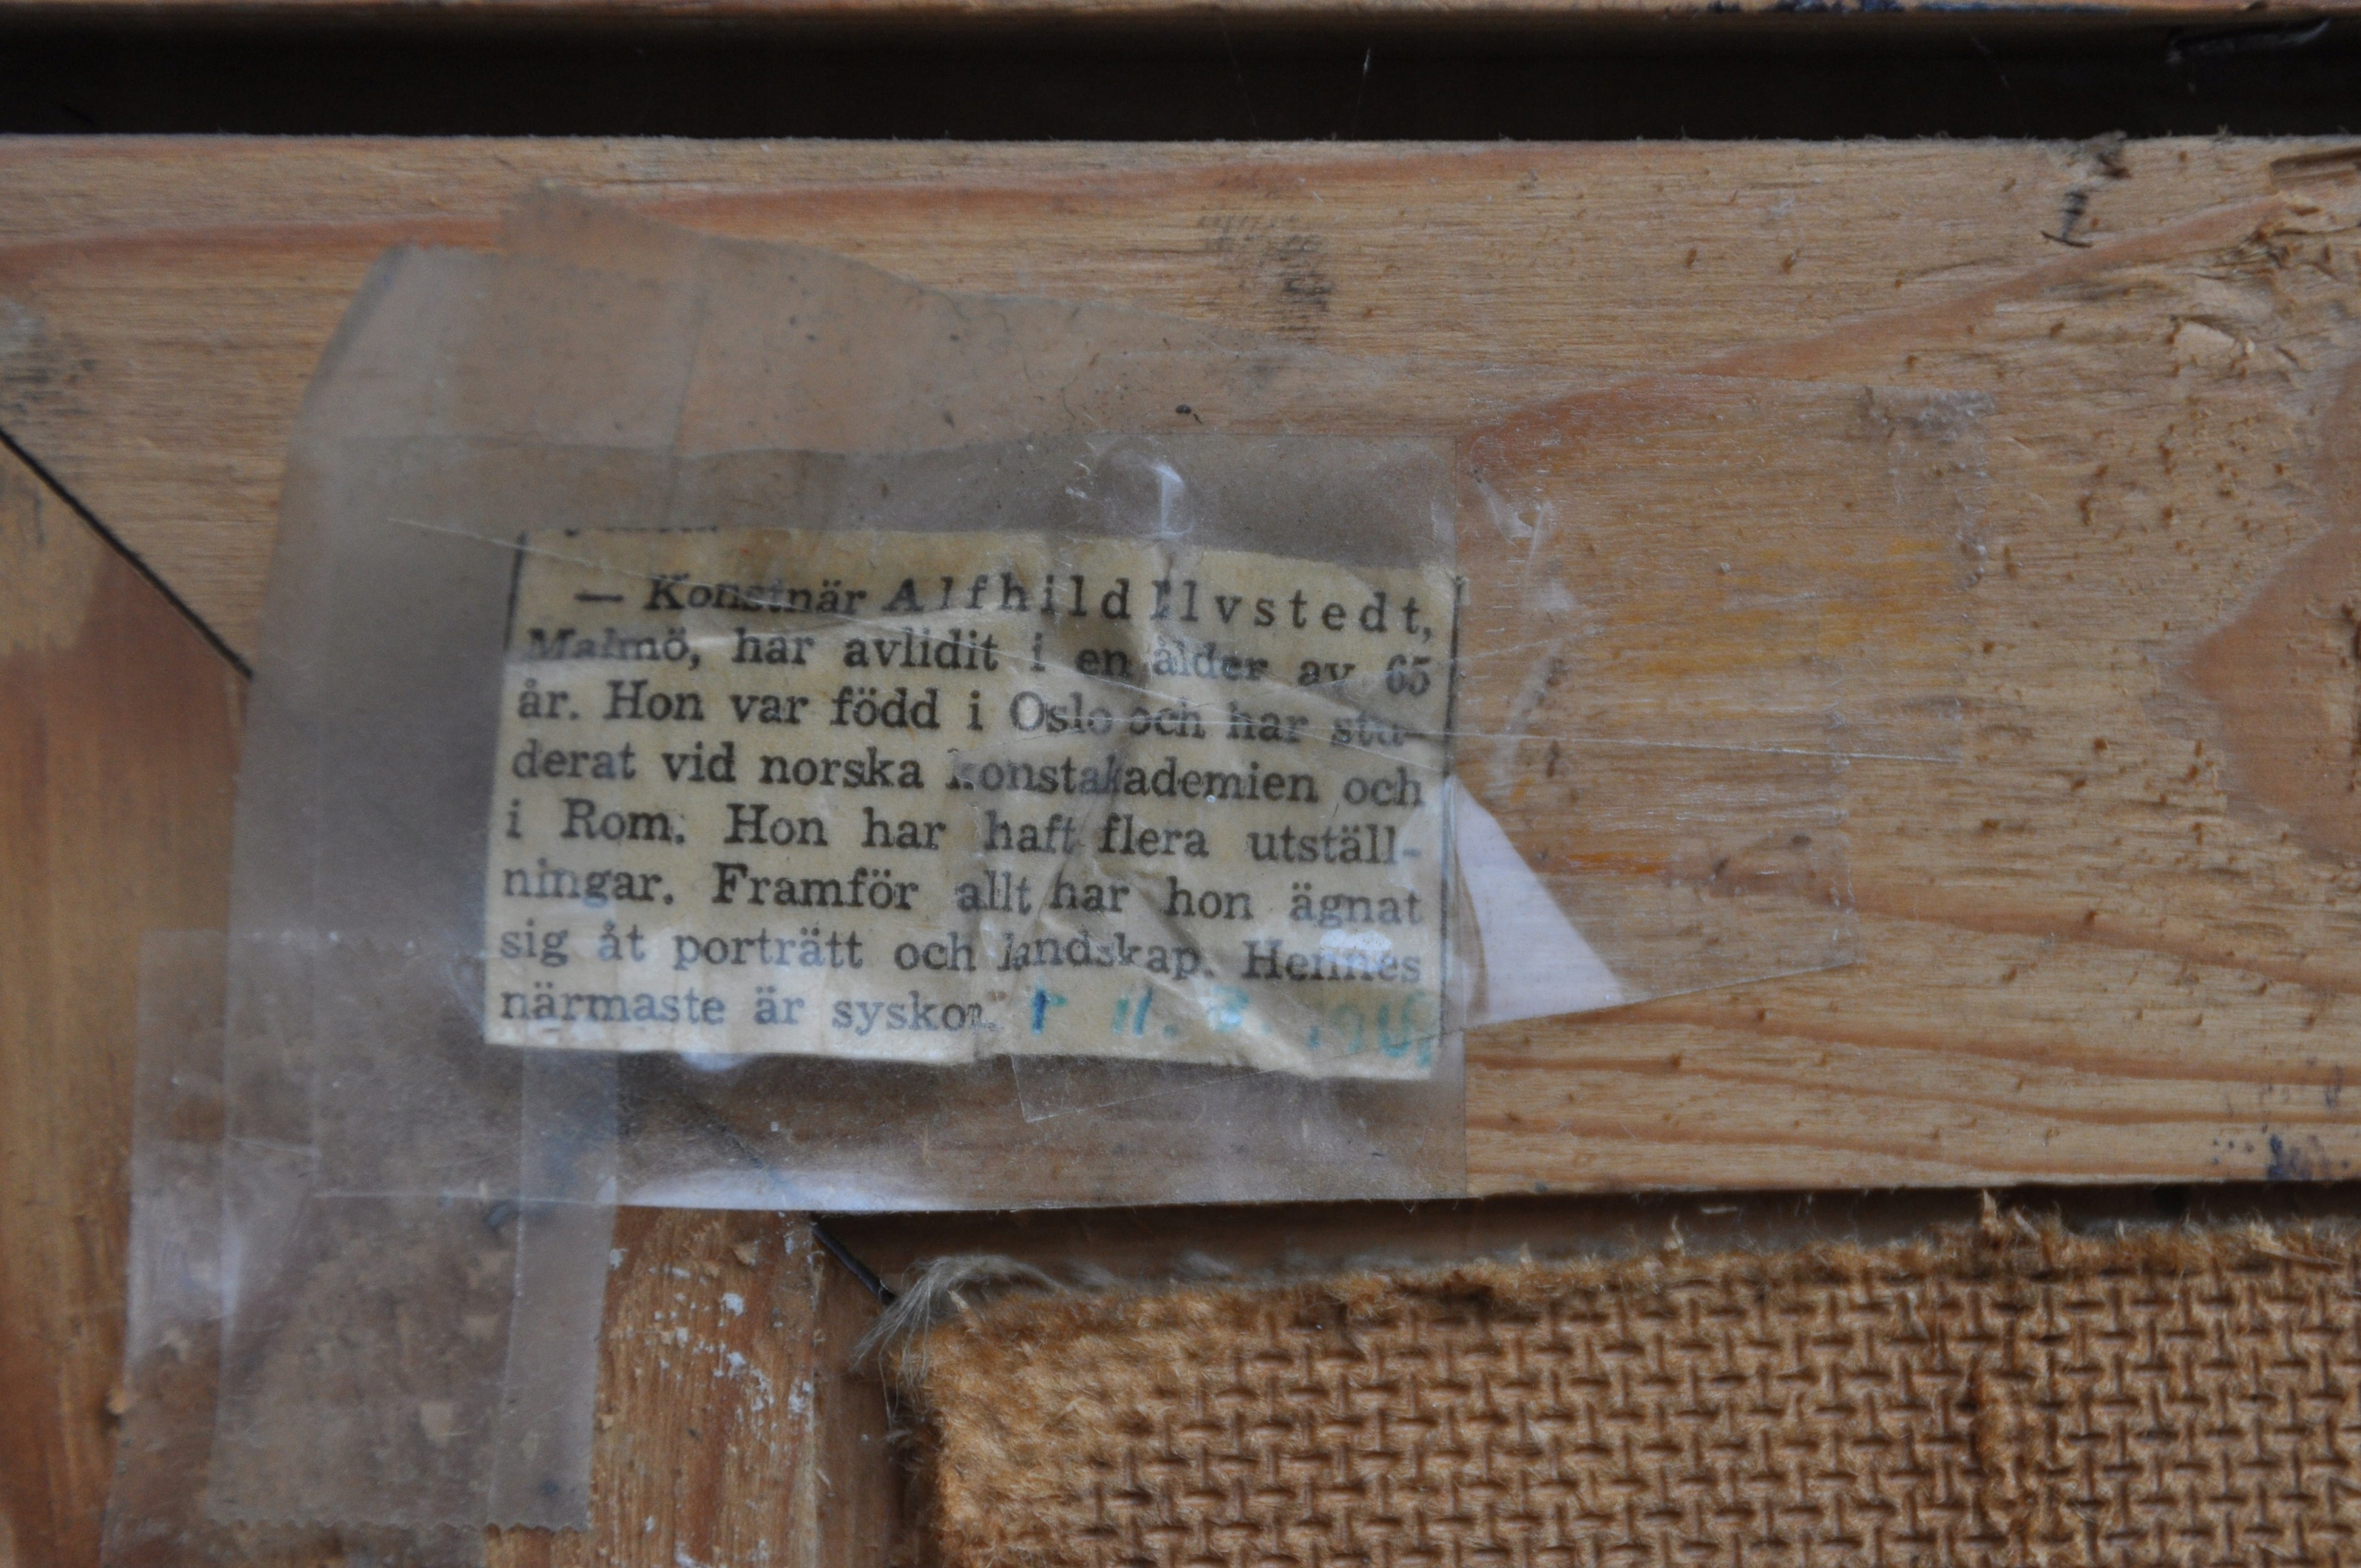 — Konstnär Alfhild Ilvstedt,
Malmö, har avlidit i en ålder av 65
år. Hon var född i Oslo och har stu-
derat vid norska konstakademien och
i Rom. Hon har haft flera utställ-
ningar. Framför allt har hon ägnat
sig åt porträtt och landskap. Hennes
närmaste är syskon. † 11.